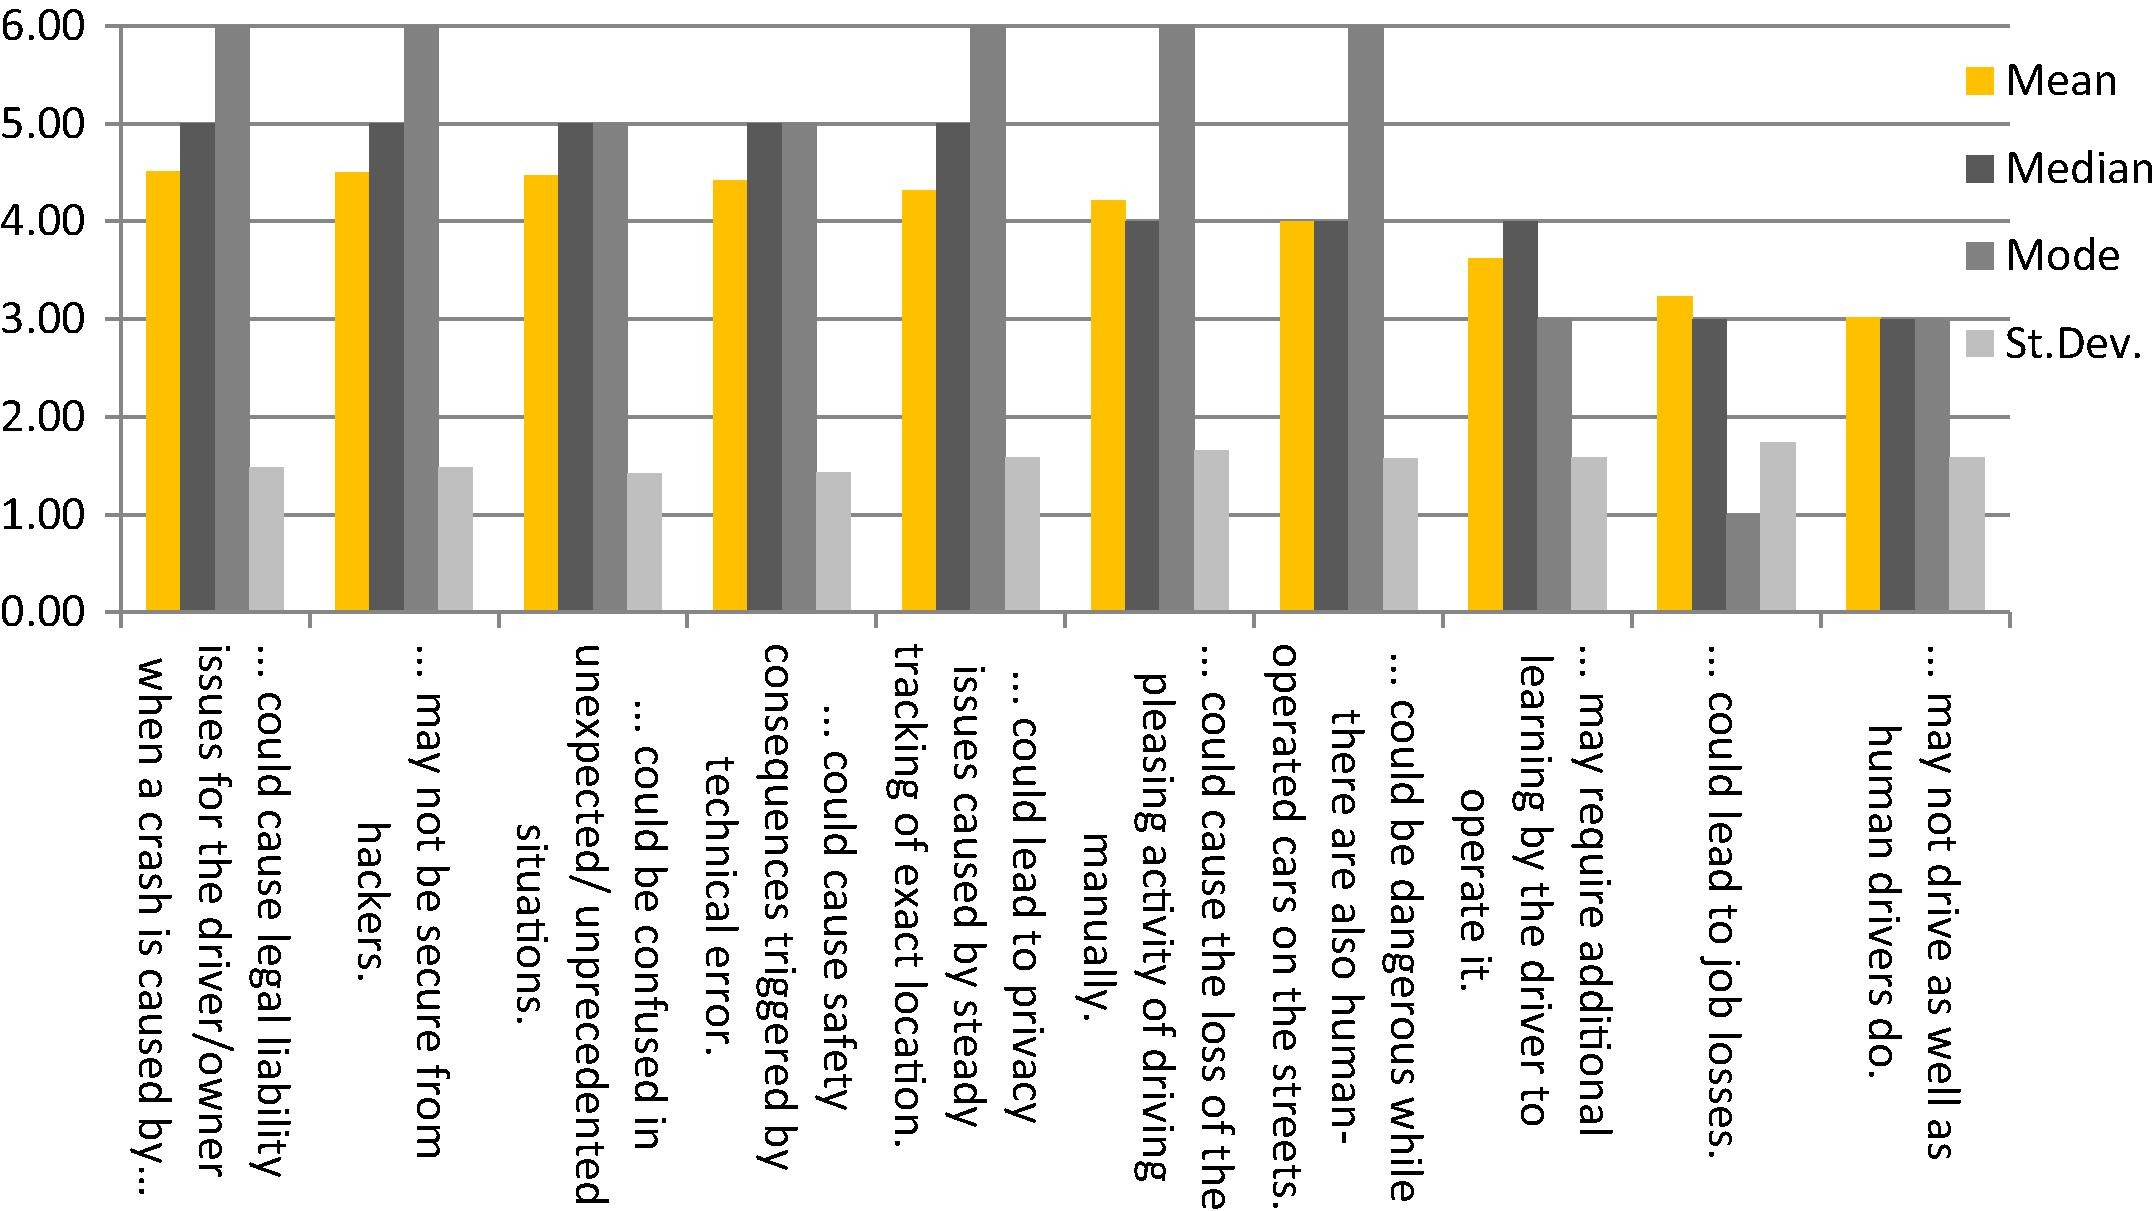 6.00
5.00
4.00
3.00
2.00
1.00
0.00
Mean
Median
Mode
St.Dev.
... could cause legal liability
issues for the driver/owner
when a crash is caused by...
... may not be secure from
hackers.
... could be confused in
unexpected/ unprecedented
situations.
... could cause safety
consequences triggered by
technical error.
... could lead to privacy
issues caused by steady
tracking of exact location.
... could cause the loss of the
pleasing activity of driving
manually.
... could be dangerous while
there are also human-
operated cars on the streets.
... may require additional
learning by the driver to
operate it.
... could lead to job losses.
... may not drive as well as
human drivers do.